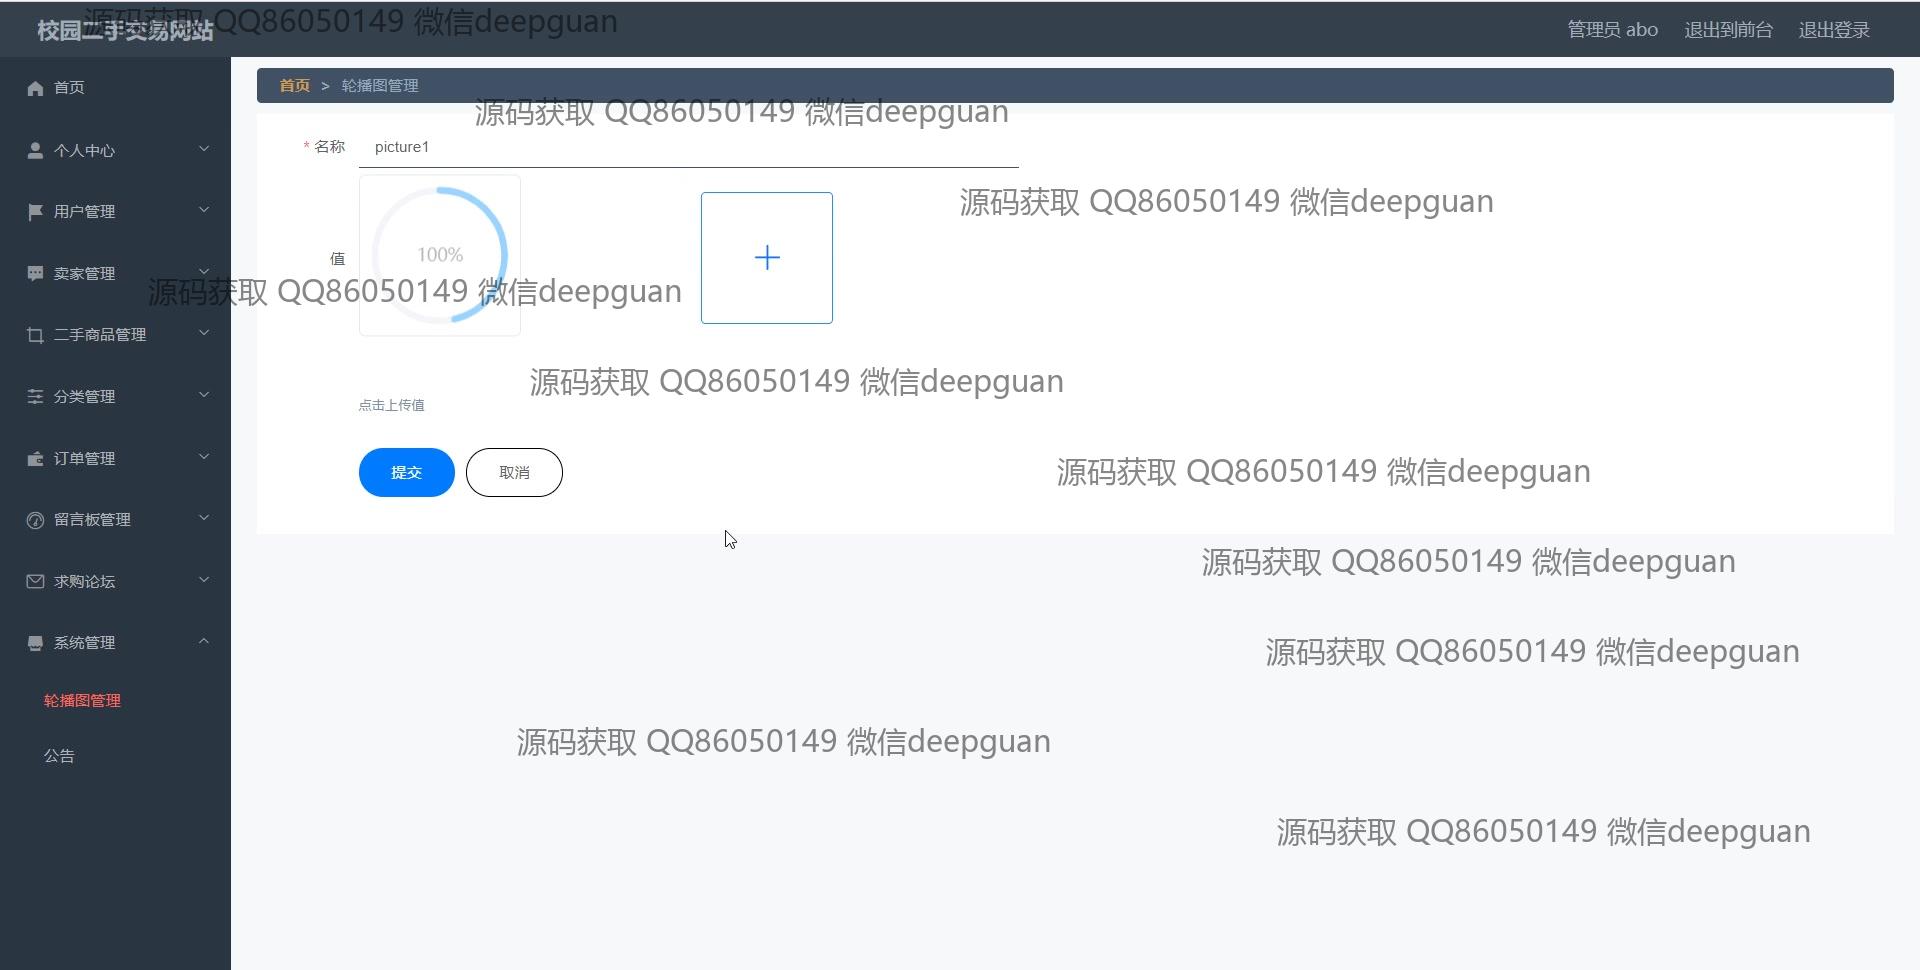 校园二手交易网站
源码获取 QQ86050149 微信deepguan
管理员 abo 退出到前台 退出登录
首页
个人中心
用户管理
卖家管理
二手商品管理
分类管理
订单管理
留言板管理
求购论坛
系统管理
轮播图管理
公告
首页 > 轮播图管理
源码获取 QQ86050149 微信deepguan
* 名称 picture1
源码获取 QQ86050149 微信deepguan
值
100%
源码获取 QQ86050149 微信deepguan
源码获取 QQ86050149 微信deepguan
点击上传值
提交 取消
源码获取 QQ86050149 微信deepguan
源码获取 QQ86050149 微信deepguan
源码获取 QQ86050149 微信deepguan
源码获取 QQ86050149 微信deepguan
源码获取 QQ86050149 微信deepguan